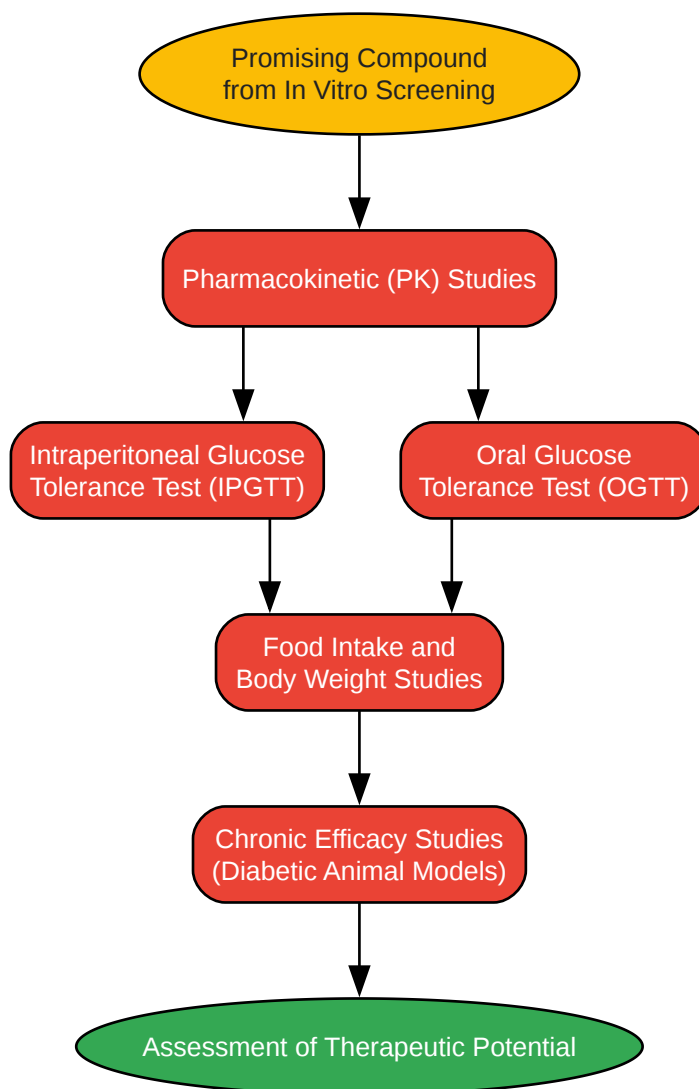 Promising Compound
from In Vitro Screening
Pharmacokinetic (PK) Studies
Intraperitoneal Glucose
Tolerance Test (IPGTT)
Oral Glucose
Tolerance Test (OGTT)
Food Intake and
Body Weight Studies
Chronic Efficacy Studies
(Diabetic Animal Models)
Assessment of Therapeutic Potential